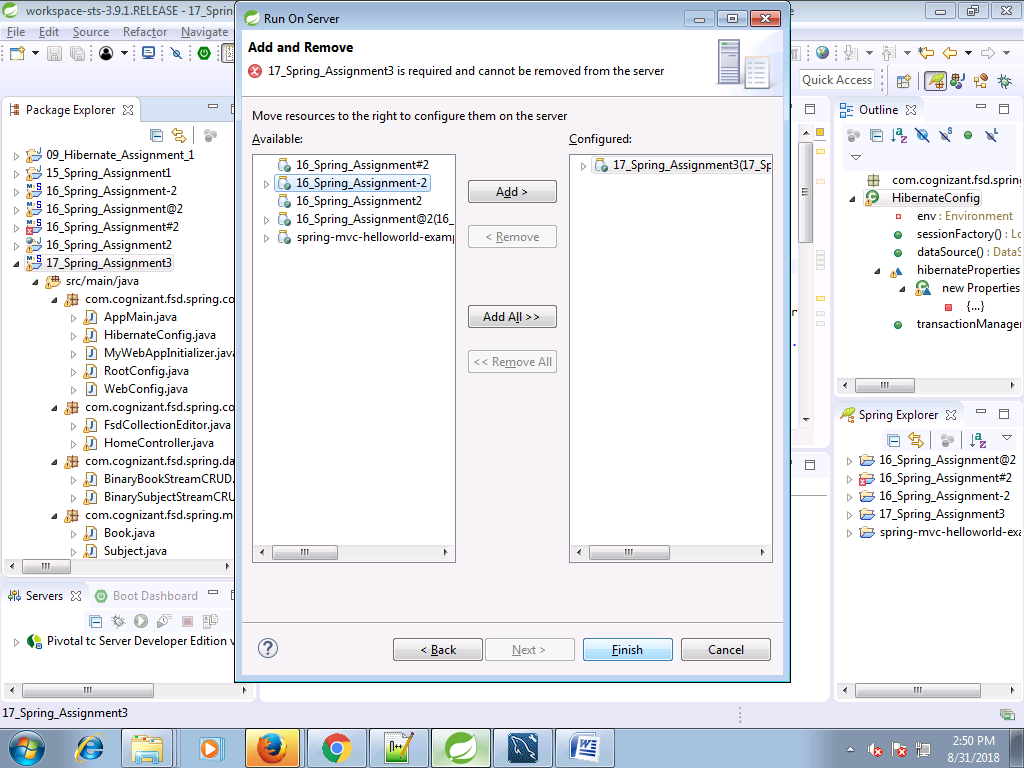 workspace-sts-3.9.1.RELEASE - 17_Spring
File Edit Source Refactor Navigate
Quick Access
Package Explorer
09_Hibernate_Assignment_1
15_Spring_Assignment1
16_Spring_Assignment-2
16_Spring_Assignment@2
16_Spring_Assignment#2
16_Spring_Assignment2
17_Spring_Assignment3
src/main/java
com.cognizant.fsd.spring.co
AppMain.java
HibernateConfig.java
MyWebAppInitializer.java
RootConfig.java
WebConfig.java
com.cognizant.fsd.spring.co
FsdCollectionEditor.java
HomeController.java
com.cognizant.fsd.spring.da
BinaryBookStreamCRUD.
BinarySubjectStreamCRU
com.cognizant.fsd.spring.m
Book.java
Subject.java
Servers
Boot Dashboard
Pivotal tc Server Developer Edition v
17_Spring_Assignment3
Run On Server
Add and Remove
17_Spring_Assignment3 is required and cannot be removed from the server
Move resources to the right to configure them on the server
Available:
16_Spring_Assignment#2
16_Spring_Assignment-2
16_Spring_Assignment2
16_Spring_Assignment@2(16_
spring-mvc-helloworld-examp
Add >
< Remove
Add All >>
<< Remove All
Configured:
17_Spring_Assignment3(17_Sp
< Back
Next >
Finish
Cancel
Outline
com.cognizant.fsd.spring
HibernateConfig
env : Environment
sessionFactory() : Lo
dataSource() : DataS
hibernateProperties
new Properties
{...}
transactionManager
Spring Explorer
16_Spring_Assignment@2
16_Spring_Assignment#2
16_Spring_Assignment-2
17_Spring_Assignment3
spring-mvc-helloworld-exa
2:50 PM
8/31/2018